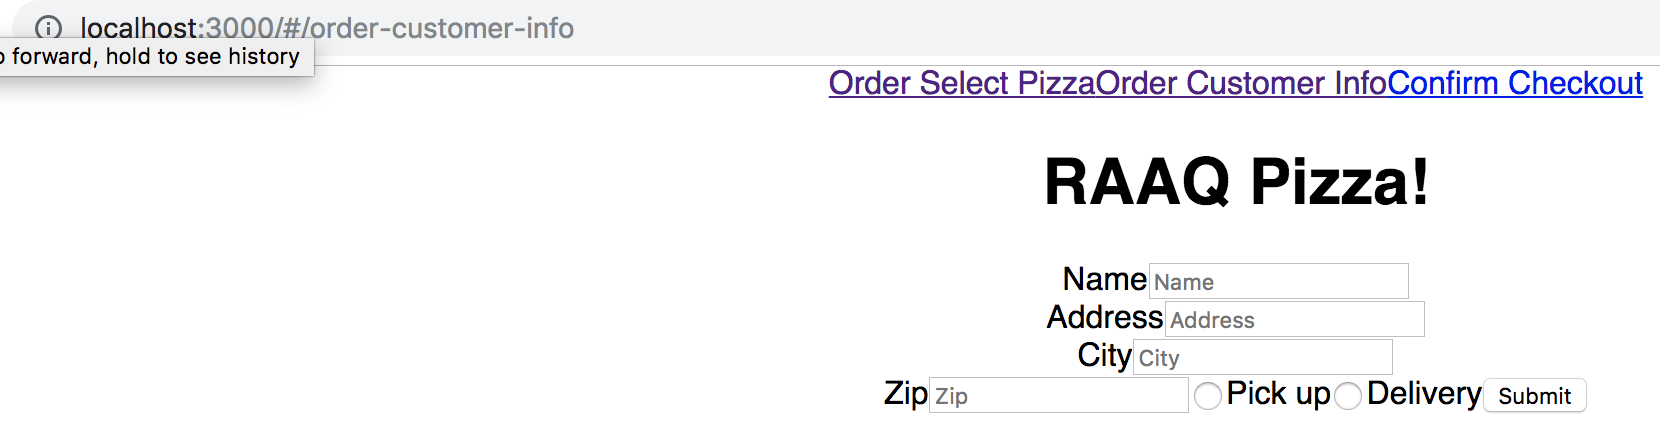 localhost:3000/#/order-customer-info
forward, hold to see history
Order Select PizzaOrder Customer InfoConfirm Checkout
RAAQ Pizza!
Name Name
Address Address
City City
Zip Zip Pick up Delivery Submit